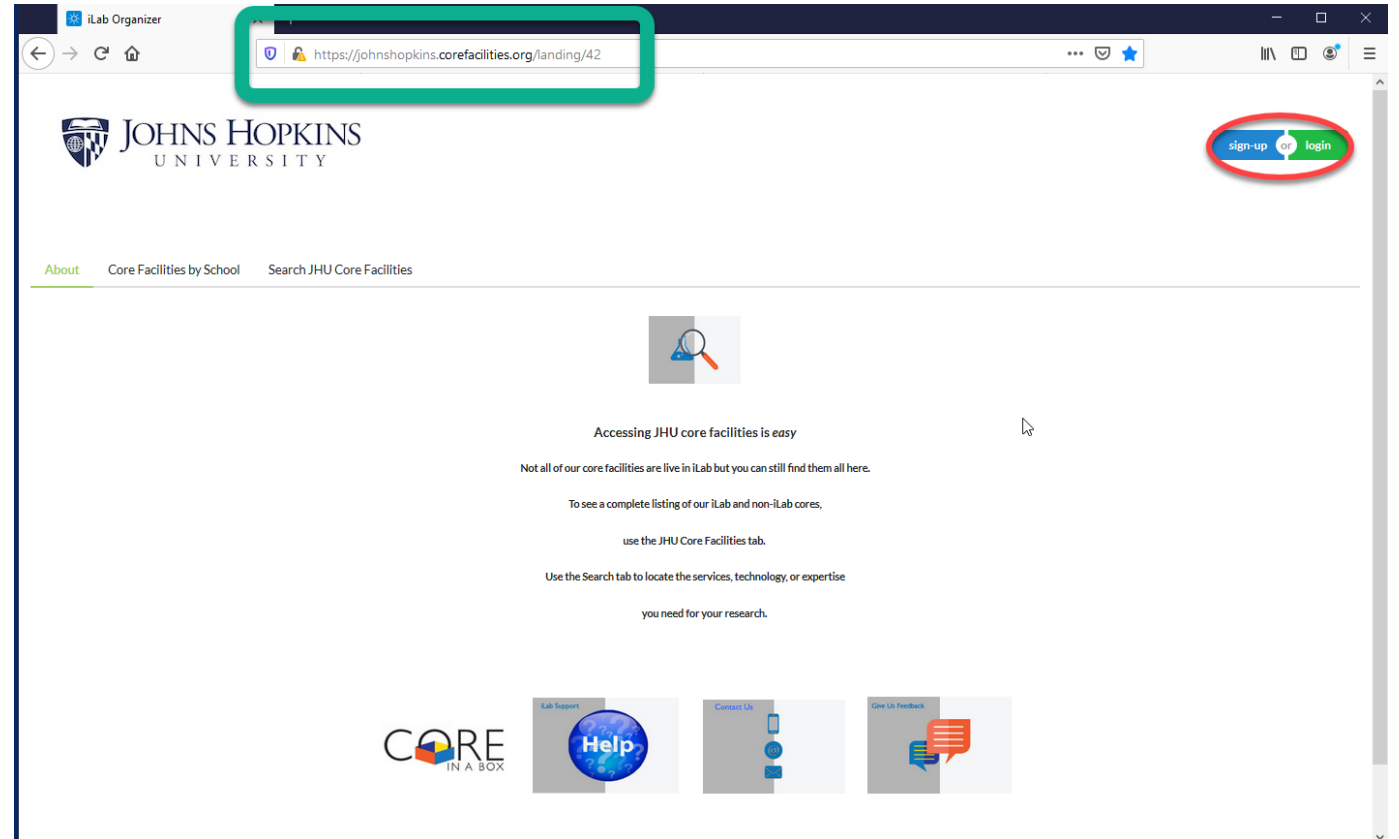 iLab Organizer
https://johnshopkins.corefacilities.org/landing/42
JOHNS HOPKINS
UNIVERSITY
sign-up or login
About Core Facilities by School Search JHU Core Facilities
Accessing JHU core facilities is easy
Not all of our core facilities are live in iLab but you can still find them all here.
To see a complete listing of our iLab and non-iLab cores,
use the JHU Core Facilities tab.
Use the Search tab to locate the services, technology, or expertise
you need for your research.
CORE
IN A BOX
iLab Support
Help
Contact Us
@
Give Us Feedback